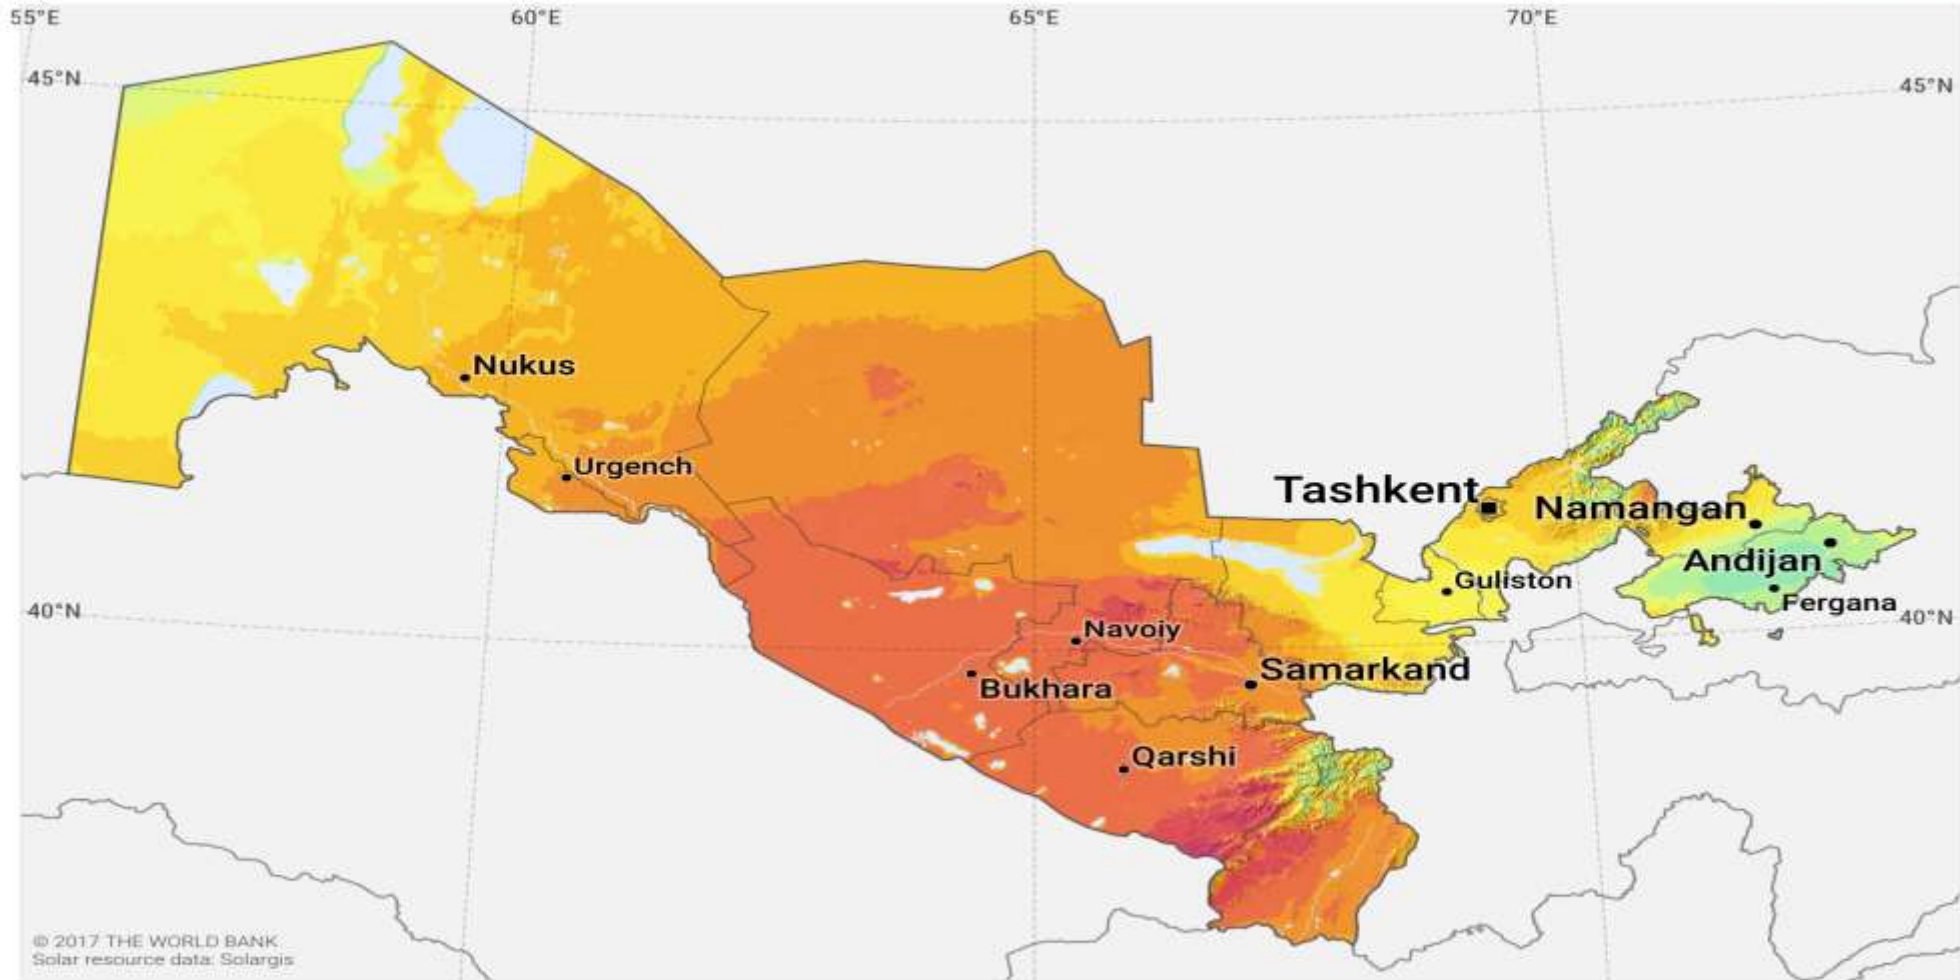 55°E 60°E 65°E 70°E
45°N 45°N
Nukus
Urgench
Tashkent
Namangan
Andijan
Guliston
Fergana
40°N 40°N
Navoiy
Samarkand
Bukhara
Qarshi
© 2017 THE WORLD BANK
Solar resource data: Solargis